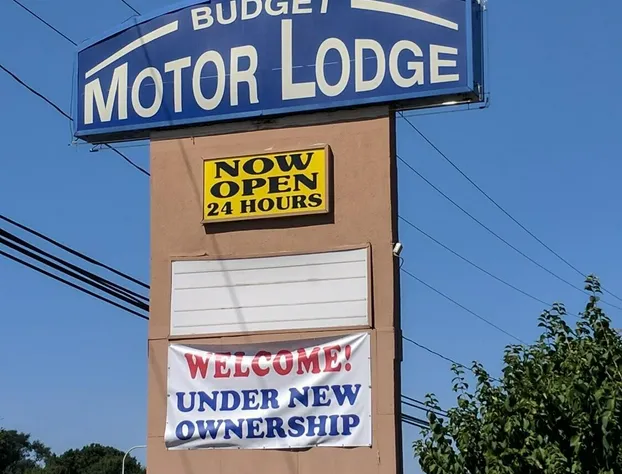 BUDGET
MOTOR LODGE
NOW
OPEN
24 HOURS
WELCOME!
UNDER NEW
OWNERSHIP